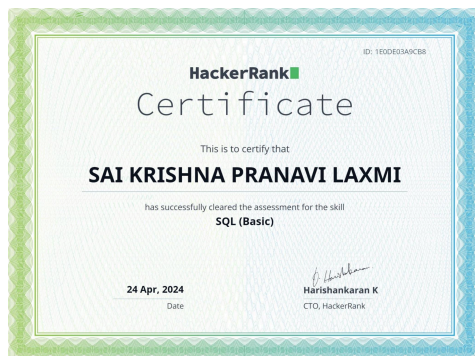 ID: 1E0DE03A9CB8
HackerRank
Certificate
This is to certify that
SAI KRISHNA PRANAVI LAXMI
has successfully cleared the assessment for the skill
SQL (Basic)
24 Apr, 2024
Date
Harishankaran K
CTO, HackerRank